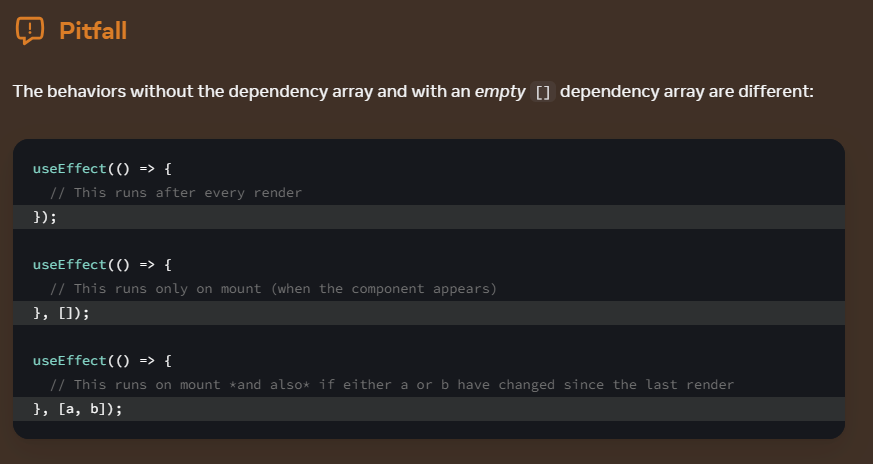 Pitfall
The behaviors without the dependency array and with an empty [] dependency array are different:
useEffect(() => {
  // This runs after every render
});
useEffect(() => {
  // This runs only on mount (when the component appears)
}, []);
useEffect(() => {
  // This runs on mount *and also* if either a or b have changed since the last render
}, [a, b]);